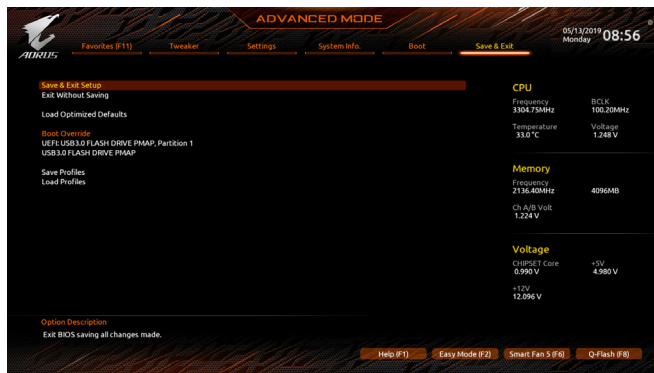 ADVANCED MODE
AORUS
Favorites (F11) Tweaker Settings System Info. Boot Save & Exit
05/13/2019 Monday 08:56
Save & Exit Setup
Exit Without Saving
Load Optimized Defaults
Boot Override
UEFI: USB3.0 FLASH DRIVE PMAP, Partition 1
USB3.0 FLASH DRIVE PMAP
Save Profiles
Load Profiles
CPU
Frequency BCLK
3304.75MHz 100.20MHz
Temperature Voltage
33.0 °C 1.248 V
Memory
Frequency
2136.40MHz 4096MB
Ch A/B Volt
1.224 V
Voltage
CHIPSET Core +5V
0.990 V 4.980 V
+12V
12.096 V
Option Description
Exit BIOS saving all changes made.
Help (F1) Easy Mode (F2) Smart Fan 5 (F6) Q-Flash (F8)